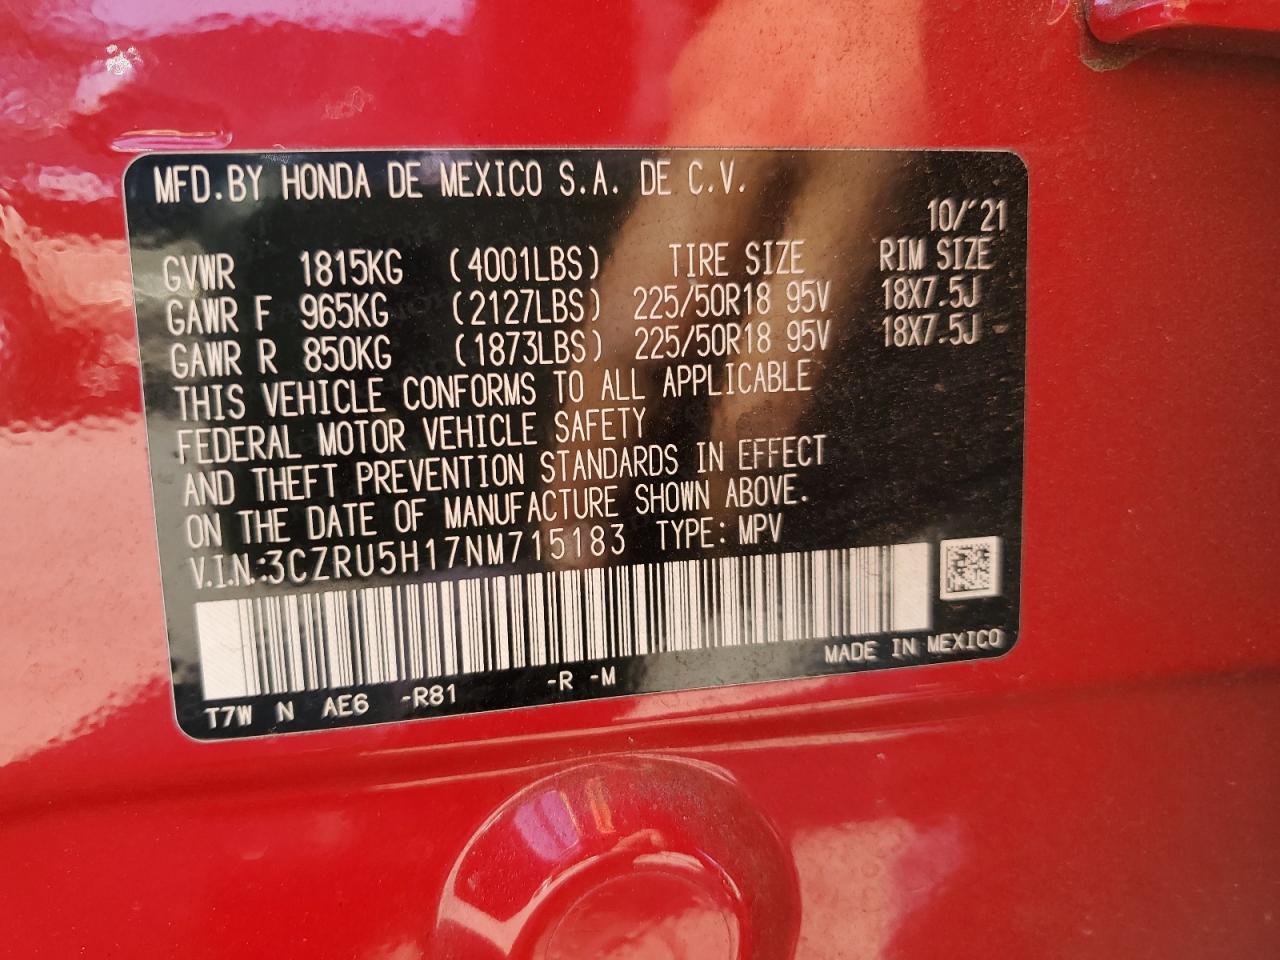 MFD.BY HONDA DE MEXICO S.A. DE C.V.
10/'21
GVWR 1815KG (4001LBS) TIRE SIZE RIM SIZE
GAWR F 965KG (2127LBS) 225/50R18 95V 18X7.5J
GAWR R 850KG (1873LBS) 225/50R18 95V 18X7.5J
THIS VEHICLE CONFORMS TO ALL APPLICABLE
FEDERAL MOTOR VEHICLE SAFETY
AND THEFT PREVENTION STANDARDS IN EFFECT
ON THE DATE OF MANUFACTURE SHOWN ABOVE.
V.I.N.:3CZRU5H17NM715183 TYPE: MPV
MADE IN MEXICO
T7W N AE6 -R81 -R -M